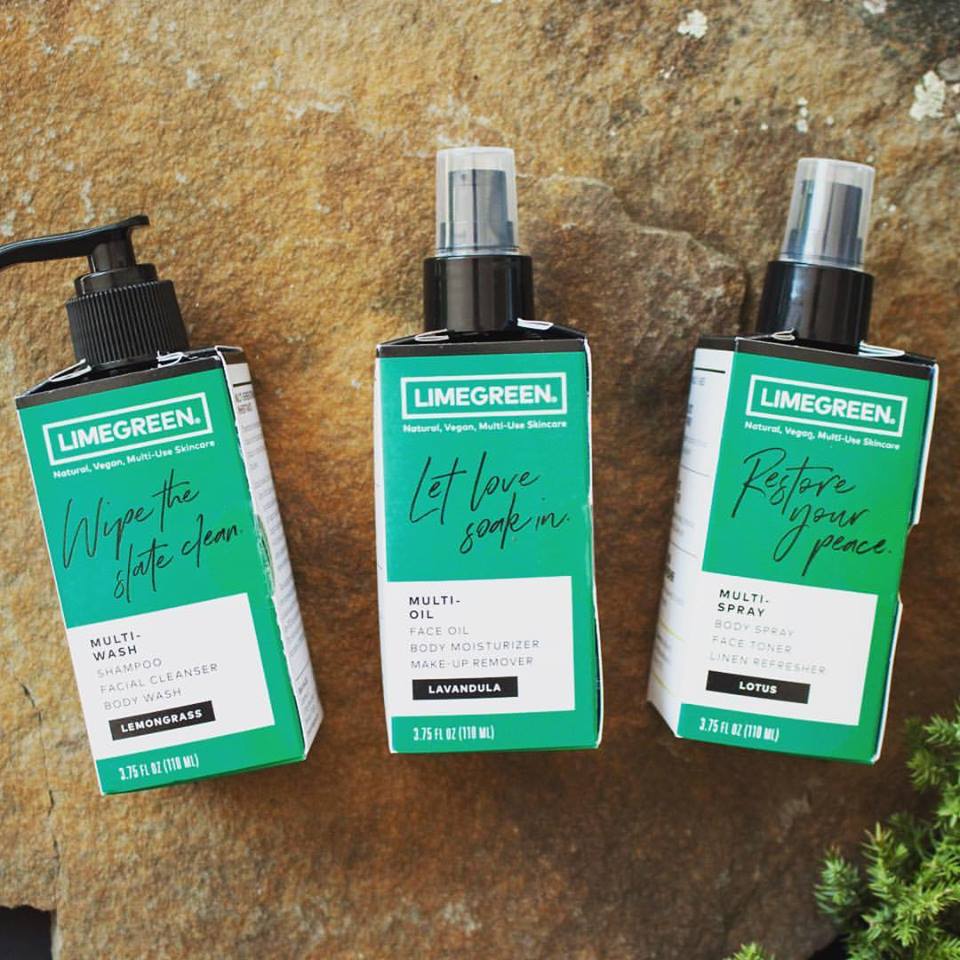 LIMEGREEN®
Natural, Vegan, Multi-Use Skincare
Wipe the
slate clean.
MULTI-
WASH
SHAMPOO
FACIAL CLEANSER
BODY WASH
LEMONGRASS
3.75 FL OZ (110 ML)
LIMEGREEN®
Natural, Vegan, Multi-Use Skincare
Let love
soak in.
MULTI-
OIL
FACE OIL
BODY MOISTURIZER
MAKE-UP REMOVER
LAVANDULA
3.75 FL OZ (110 ML)
LIMEGREEN®
Natural, Vegan, Multi-Use Skincare
Restore
your
peace.
MULTI-
SPRAY
BODY SPRAY
FACE TONER
LINEN REFRESHER
LOTUS
3.75 FL OZ (110 ML)